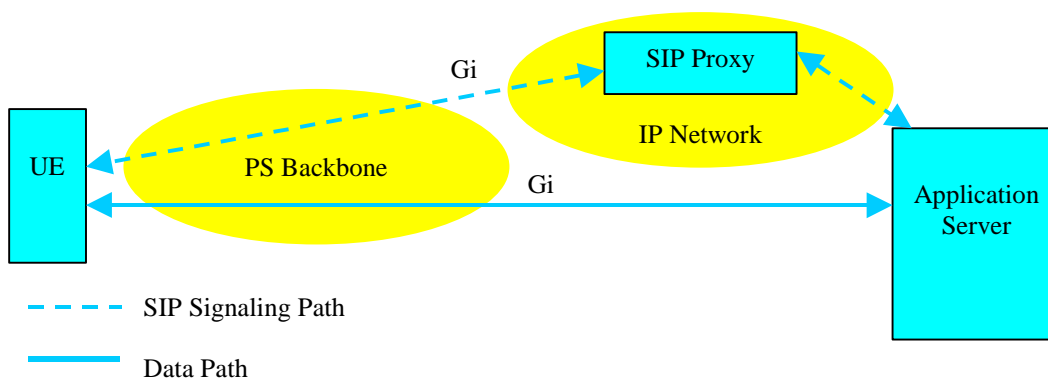 SIP Proxy
Gi
IP Network
UE
PS Backbone
Gi
Application
Server
SIP Signaling Path
Data Path